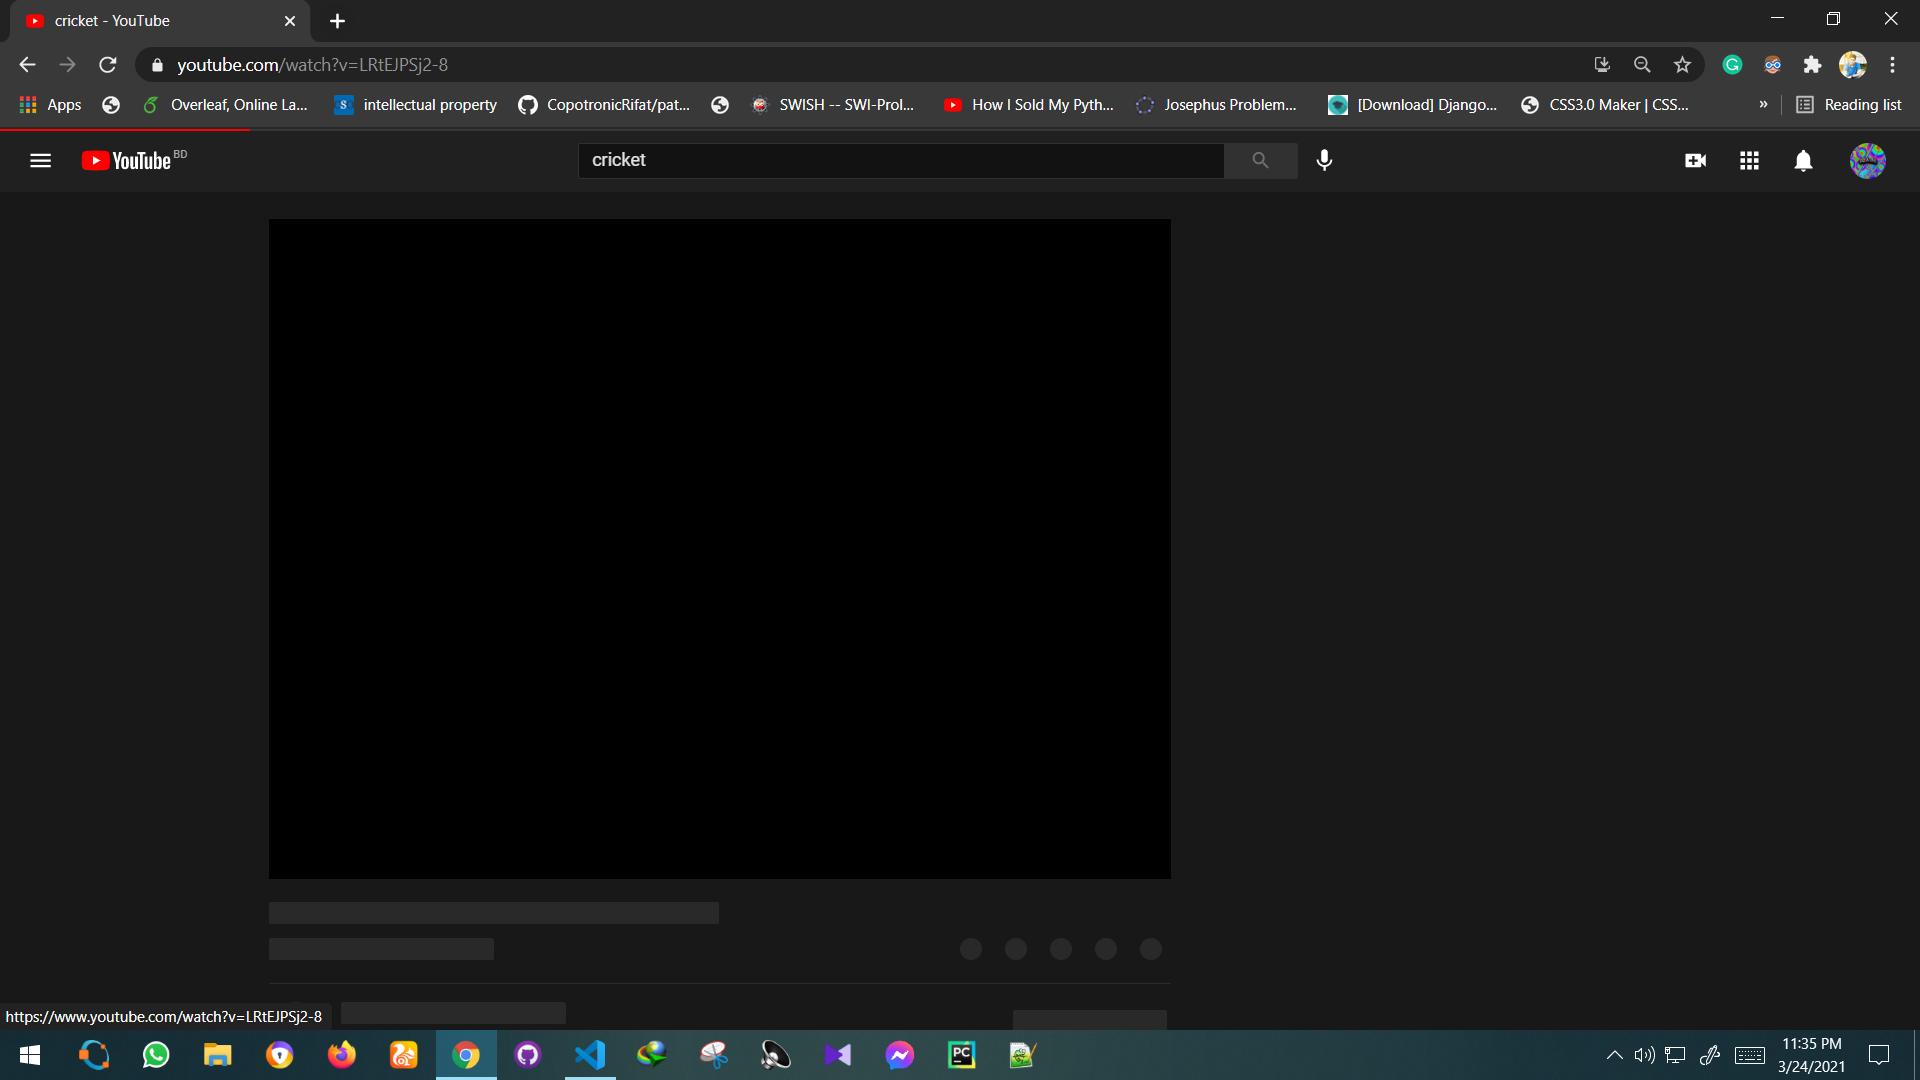 cricket - YouTube
youtube.com/watch?v=LRtEJPSj2-8
Apps
Overleaf, Online La...
intellectual property
CopotronicRifat/pat...
SWISH -- SWI-Prol...
How I Sold My Pyth...
Josephus Problem...
[Download] Django...
CSS3.0 Maker | CSS...
»
Reading list
YouTube BD
cricket
https://www.youtube.com/watch?v=LRtEJPSj2-8
11:35 PM
3/24/2021